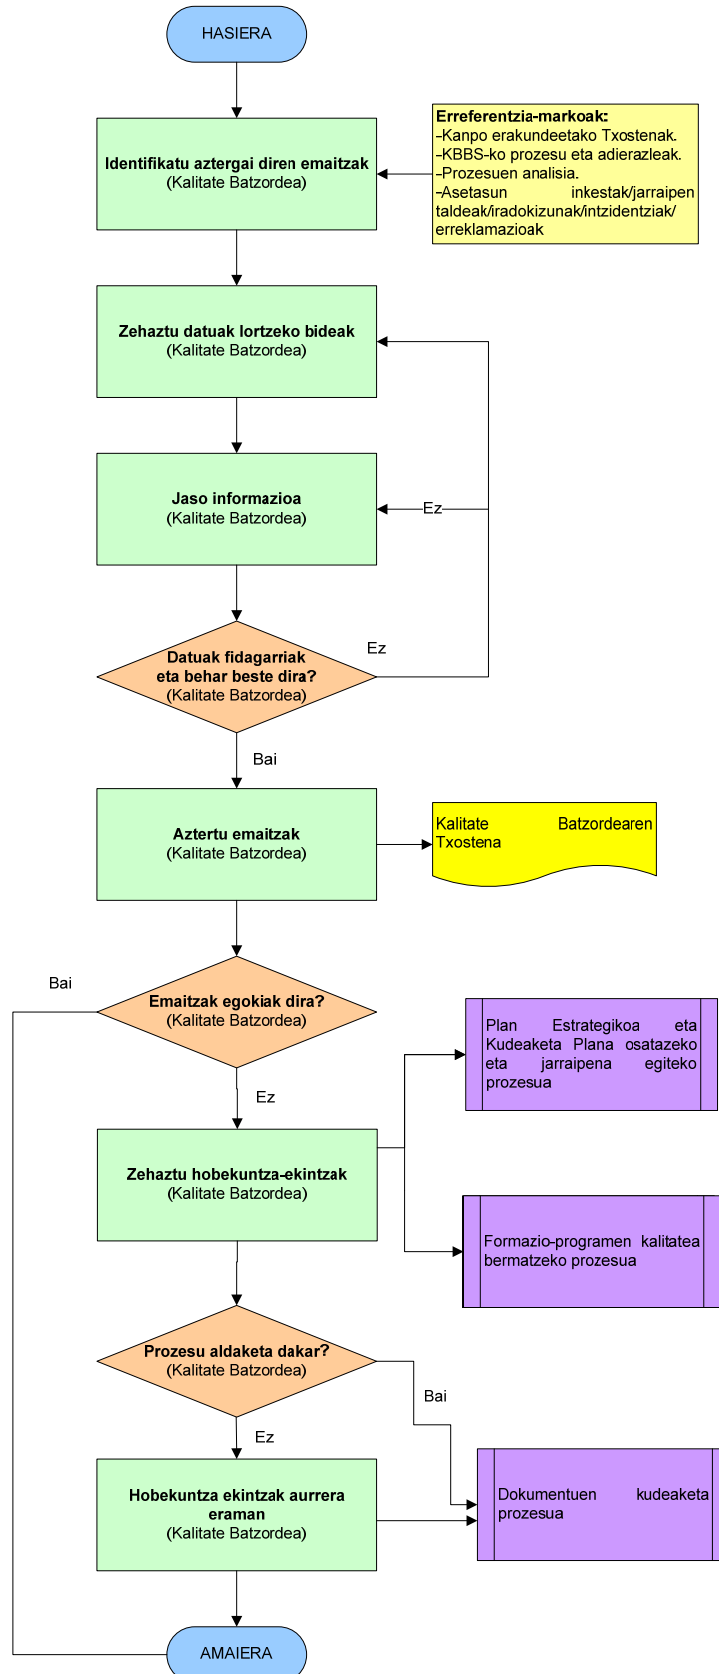 HASIERA
Erreferentzia-markoak:
-Kanpo erakundeetako Txostenak.
-KBBS-ko prozesu eta adierazleak.
-Prozesuen analisia.
-Asetasun inkestak/jarraipen
taldeak/iradokizunak/intzidentziak/
erreklamazioak
Identifikatu aztergai diren emaitzak
(Kalitate Batzordea)
Zehaztu datuak lortzeko bideak
(Kalitate Batzordea)
Jaso informazioa
(Kalitate Batzordea)
Ez
Datuak fidagarriak
eta behar beste dira?
(Kalitate Batzordea)
Ez
Bai
Aztertu emaitzak
(Kalitate Batzordea)
Kalitate Batzordearen
Txostena
Bai
Emaitzak egokiak dira?
(Kalitate Batzordea)
Ez
Plan Estrategikoa eta
Kudeaketa Plana osatazeko
eta jarraipena egiteko
prozesua
Zehaztu hobekuntza-ekintzak
(Kalitate Batzordea)
Formazio-programen kalitatea
bermatzeko prozesua
Prozesu aldaketa dakar?
(Kalitate Batzordea)
Bai
Ez
Hobekuntza ekintzak aurrera
eraman
(Kalitate Batzordea)
Dokumentuen kudeaketa
prozesua
AMAIERA